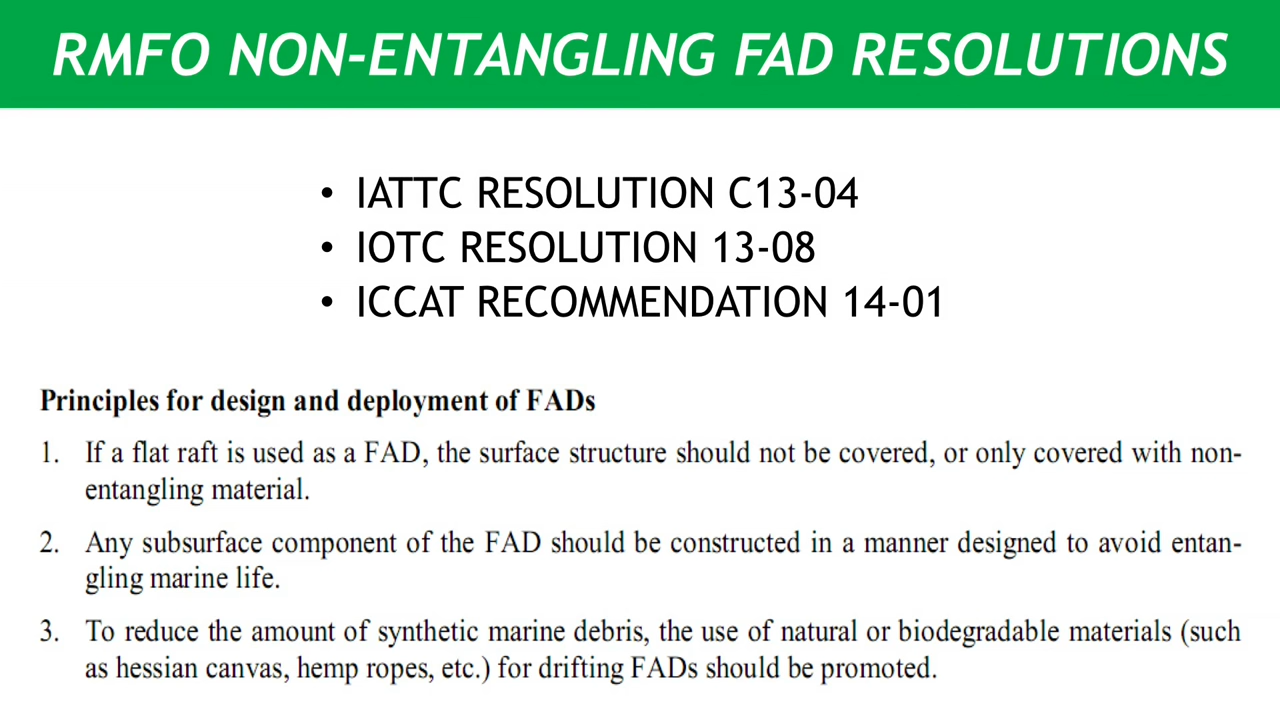 RMFO NON-ENTANGLING FAD RESOLUTIONS
• IATTC RESOLUTION C13-04
• IOTC RESOLUTION 13-08
• ICCAT RECOMMENDATION 14-01
Principles for design and deployment of FADs
1. If a flat raft is used as a FAD, the surface structure should not be covered, or only covered with non-
entangling material.
2. Any subsurface component of the FAD should be constructed in a manner designed to avoid entan-
gling marine life.
3. To reduce the amount of synthetic marine debris, the use of natural or biodegradable materials (such
as hessian canvas, hemp ropes, etc.) for drifting FADs should be promoted.